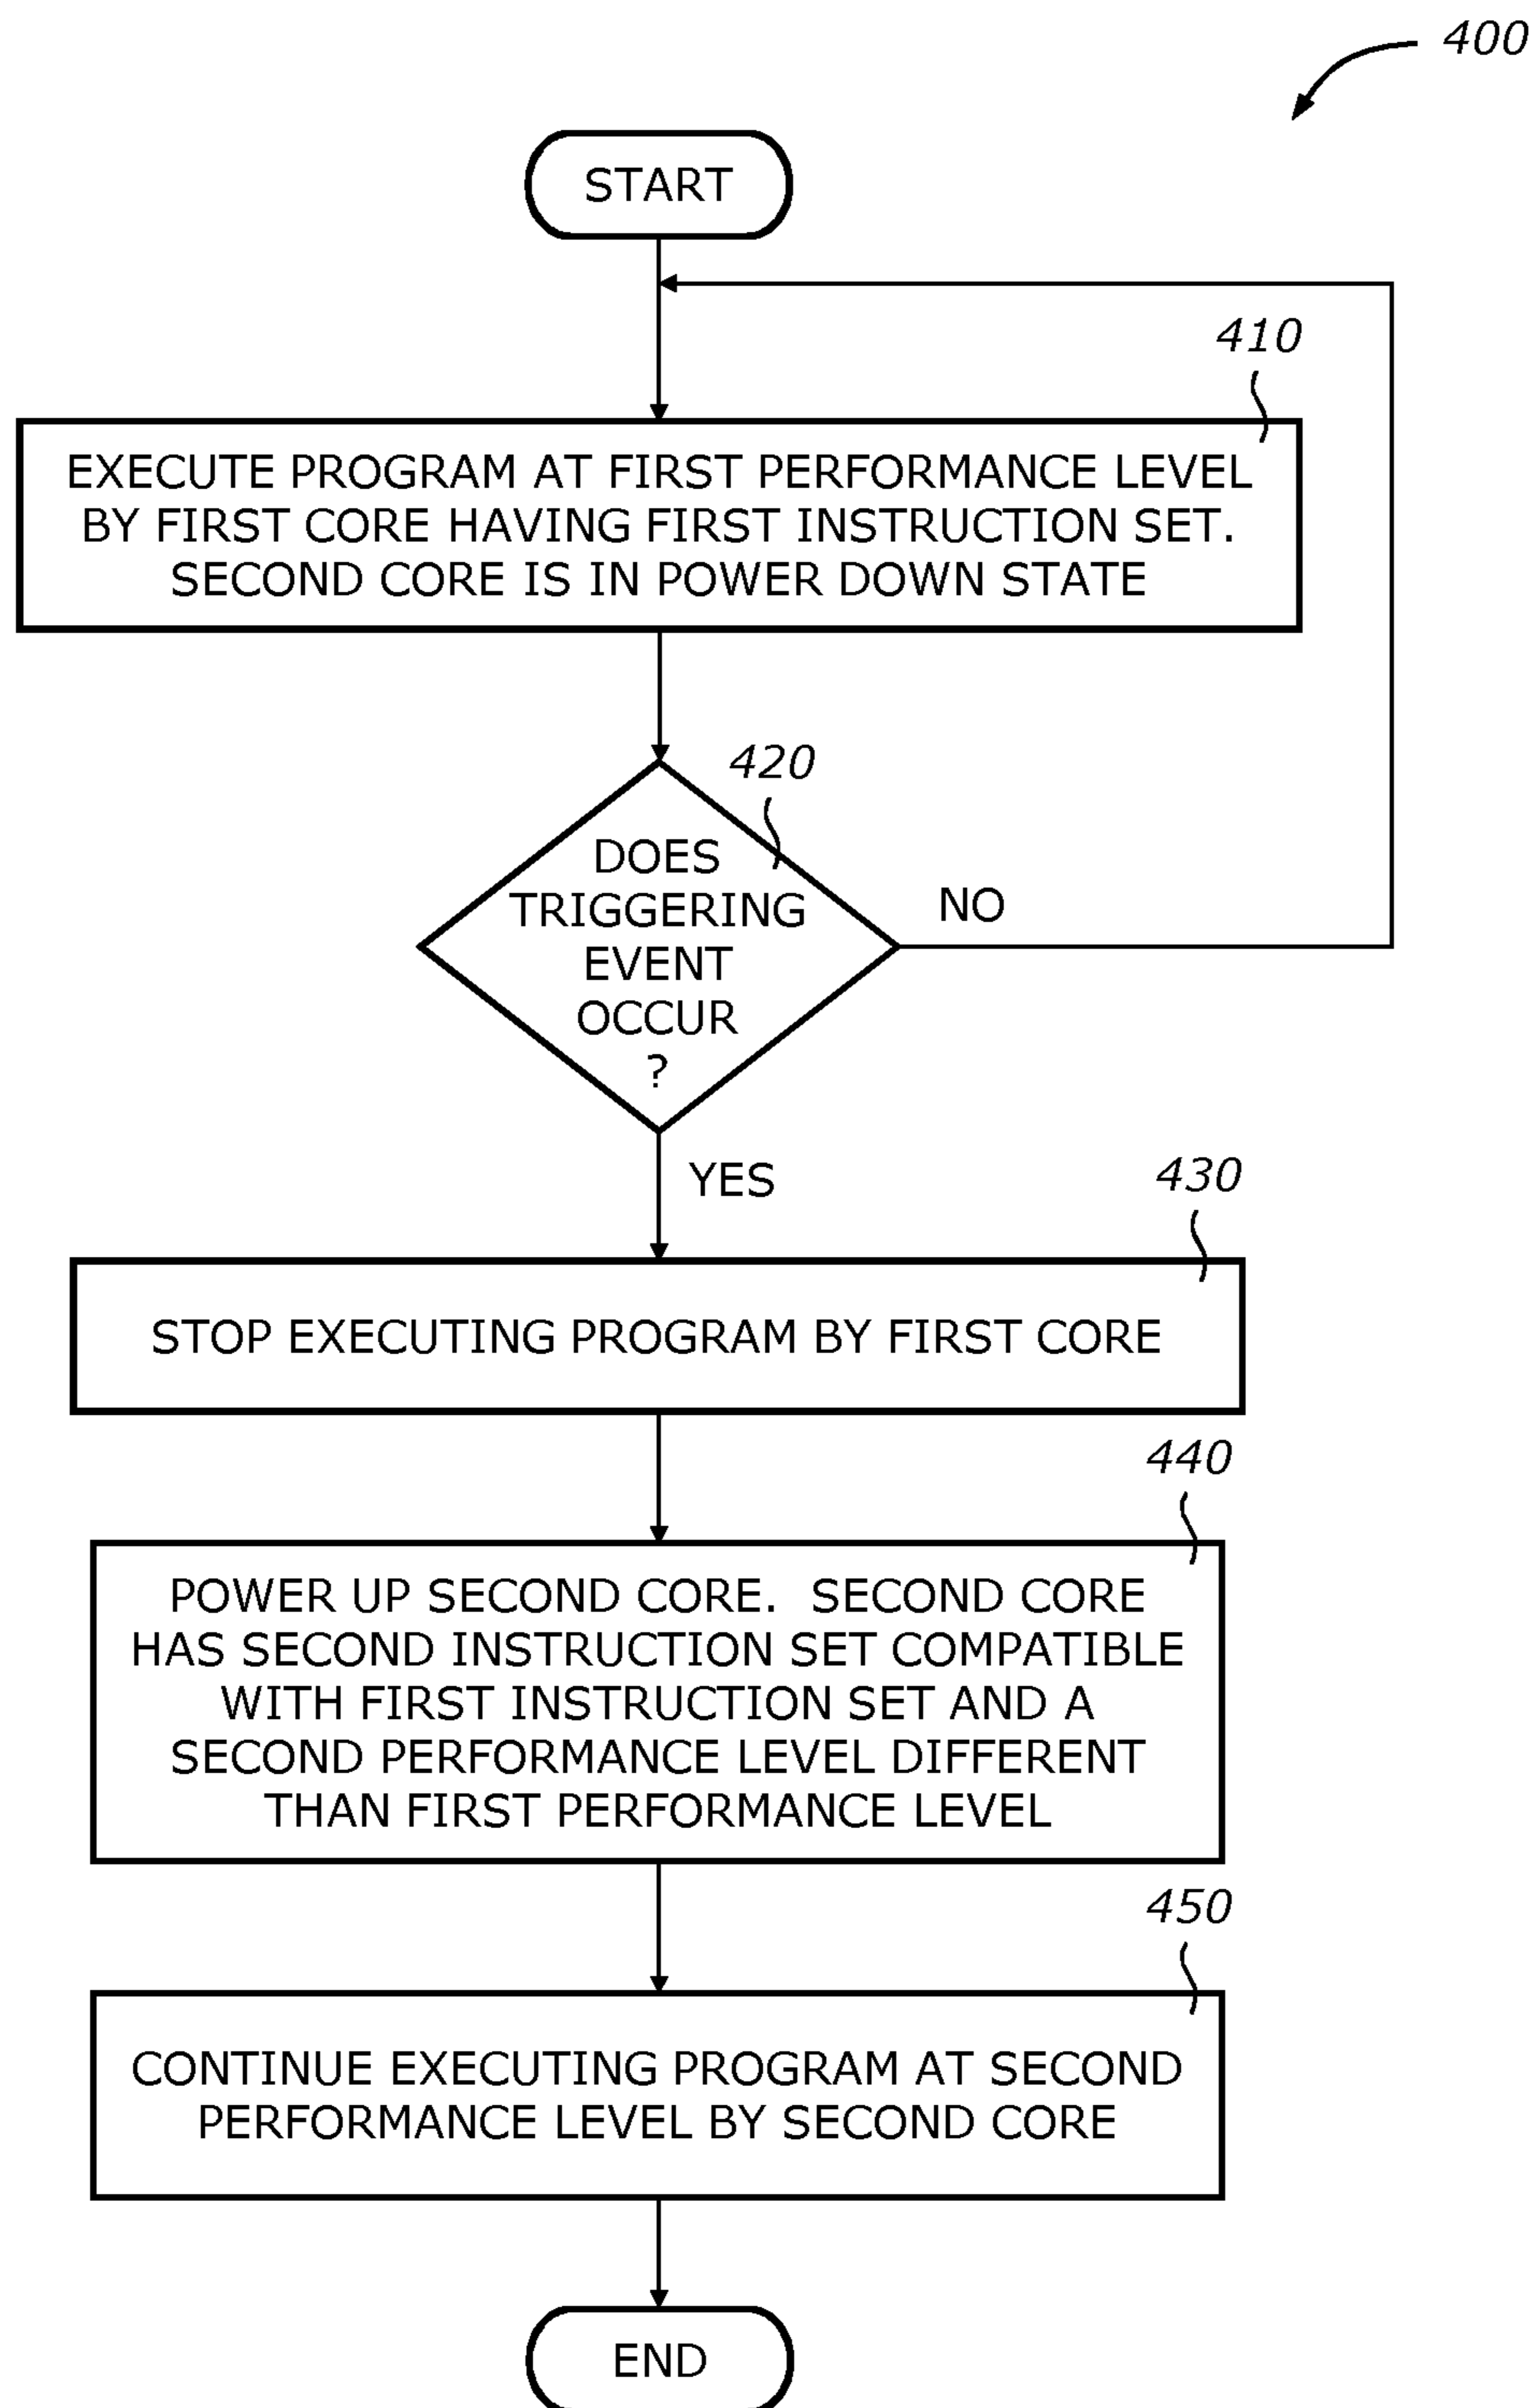 400
START
410
EXECUTE PROGRAM AT FIRST PERFORMANCE LEVEL
BY FIRST CORE HAVING FIRST INSTRUCTION SET.
SECOND CORE IS IN POWER DOWN STATE
420
DOES
TRIGGERING
EVENT
OCCUR
?
NO
YES
430
STOP EXECUTING PROGRAM BY FIRST CORE
440
POWER UP SECOND CORE.  SECOND CORE
HAS SECOND INSTRUCTION SET COMPATIBLE
WITH FIRST INSTRUCTION SET AND A
SECOND PERFORMANCE LEVEL DIFFERENT
THAN FIRST PERFORMANCE LEVEL
450
CONTINUE EXECUTING PROGRAM AT SECOND
PERFORMANCE LEVEL BY SECOND CORE
END